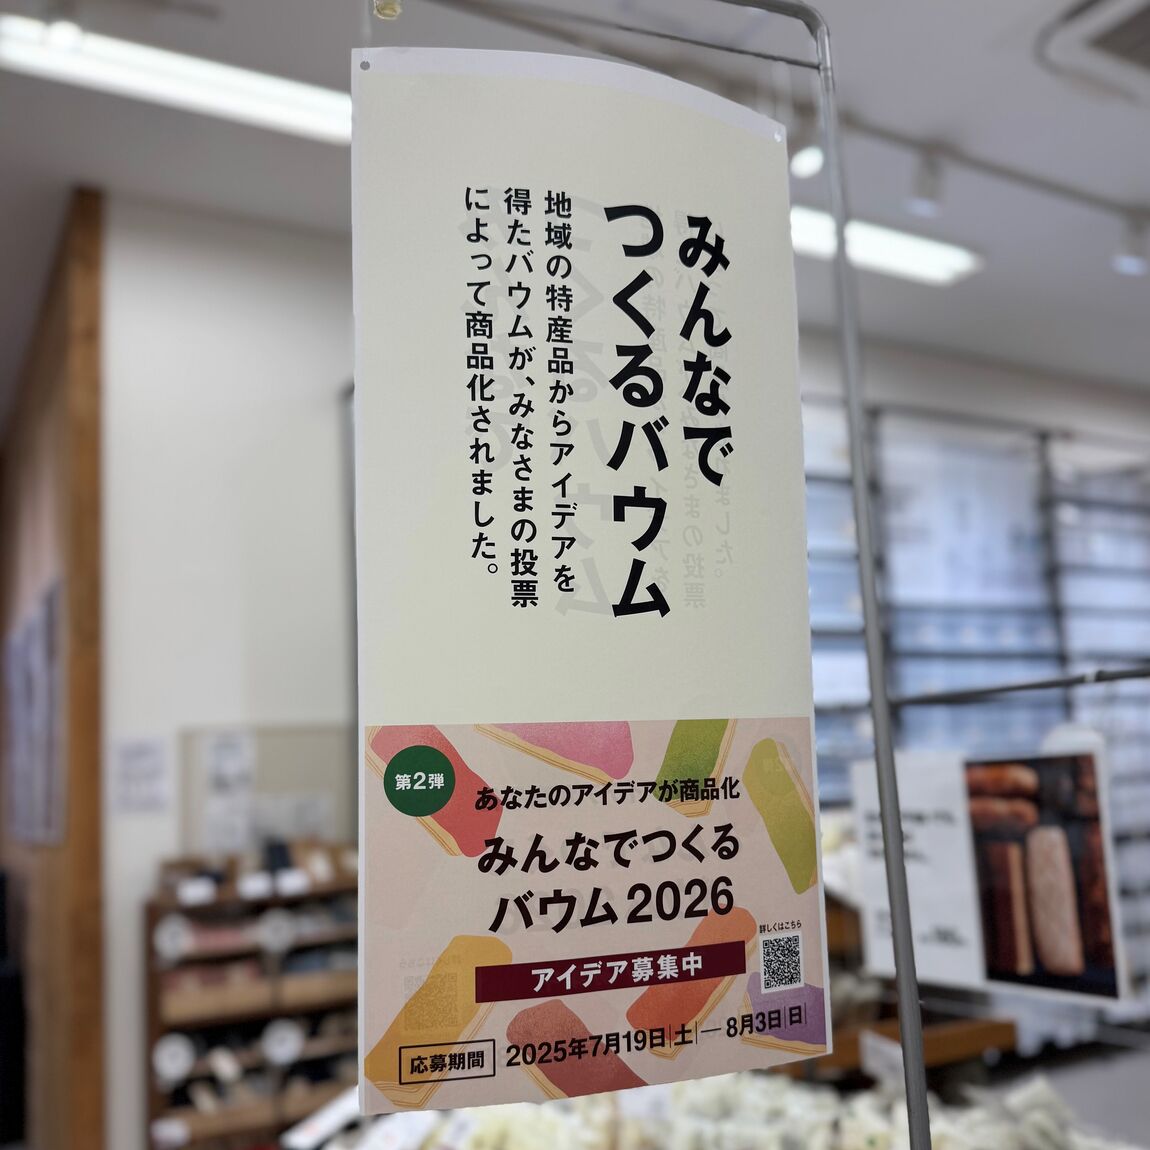 みんなで
つくるバウム
地域の特産品からアイデアを
得たバウムが、みなさまの投票
によって商品化されました。
第2弾
あなたのアイデアが商品化
みんなでつくる
バウム2026
アイデア募集中
詳しくはこちら
応募期間 2025年7月19日|土|—8月3日|日|